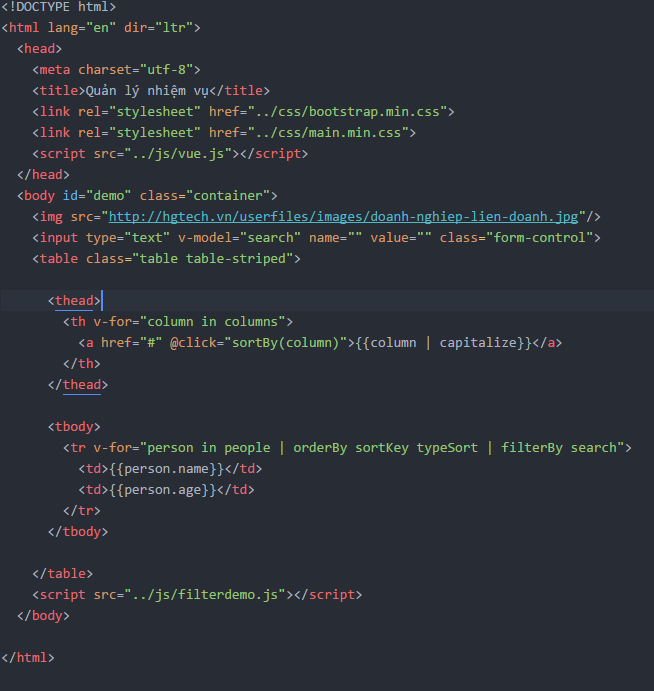 <!DOCTYPE html>
<html lang="en" dir="ltr">
  <head>
    <meta charset="utf-8">
    <title>Quản lý nhiệm vụ</title>
    <link rel="stylesheet" href="../css/bootstrap.min.css">
    <link rel="stylesheet" href="../css/main.min.css">
    <script src="../js/vue.js"></script>
  </head>
  <body id="demo" class="container">
    <img src="http://hgtech.vn/userfiles/images/doanh-nghiep-lien-doanh.jpg"/>
    <input type="text" v-model="search" name="" value="" class="form-control">
    <table class="table table-striped">

      <thead>
        <th v-for="column in columns">
          <a href="#" @click="sortBy(column)">{{column | capitalize}}</a>
        </th>
      </thead>

      <tbody>
        <tr v-for="person in people | orderBy sortKey typeSort | filterBy search">
          <td>{{person.name}}</td>
          <td>{{person.age}}</td>
        </tr>
      </tbody>

    </table>
    <script src="../js/filterdemo.js"></script>
  </body>

</html>